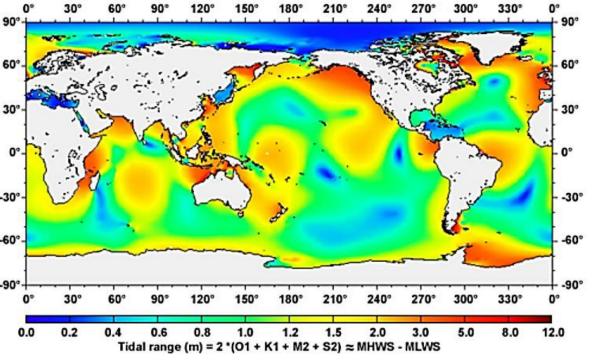 0° 30° 60° 90° 120° 150° 180° 210° 240° 270° 3000° 330° 0°
90° 90°
60° 60°
30° 30°
0° 0°
-30° -30°
-60° -60°
-90° -90°
0° 30° 60° 90° 120° 150° 180° 210° 240° 270° 3000° 330° 0°
0.0 0.2 0.4 0.6 0.8 1.0 1.2 1.5 2.0 3.0 5.0 8.0 12.0
Tidal range (m) = 2 *(O1 + K1 + M2 + S2) ≈ MHWS - MLWS